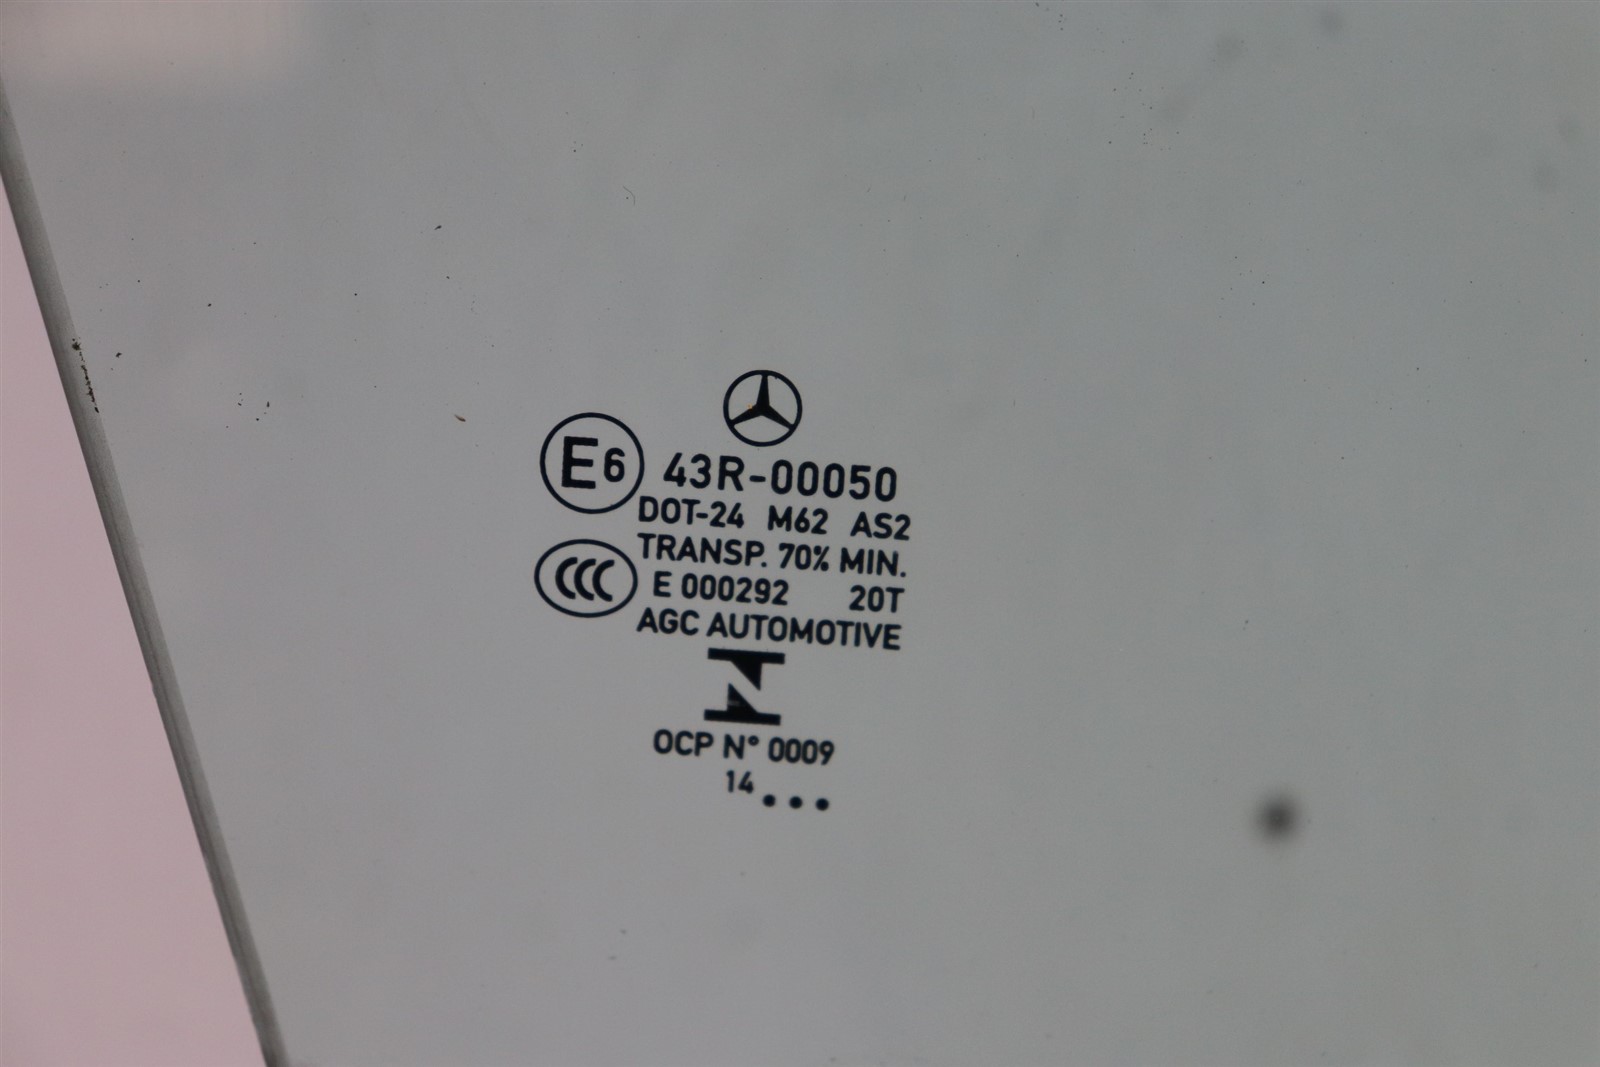 E6 43R-00050
DOT-24 M62 AS2
TRANSP. 70% MIN.
CCC E 000292 20T
AGC AUTOMOTIVE
OCP N° 0009
14...